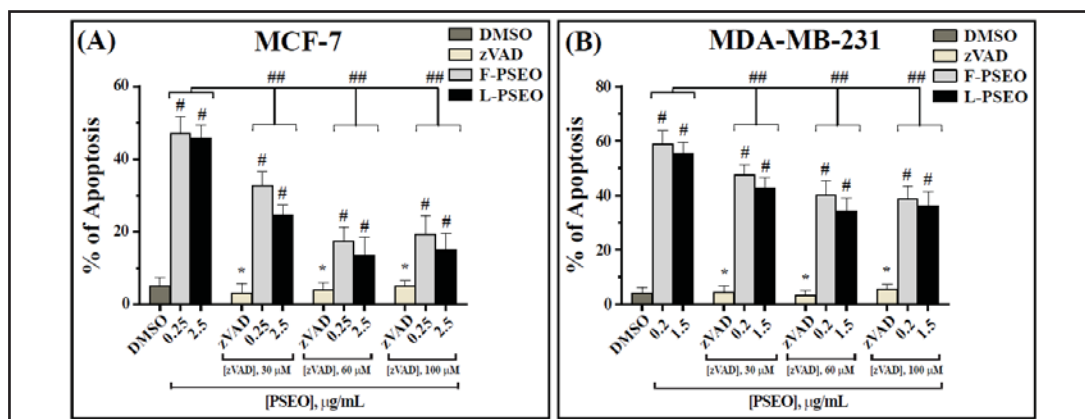 (A)
MCF-7
DMSO
zVAD
F-PSEO
L-PSEO
% of Apoptosis
60
40
20
0
##
##
##
# #
# #
# #
# #
* * *
DMSO 0.25 2.5 zVAD 0.25 2.5 zVAD 0.25 2.5 zVAD 0.25 2.5
[zVAD], 30 μM [zVAD], 60 μM [zVAD], 100 μM
[PSEO], μg/mL
(B)
MDA-MB-231
DMSO
zVAD
F-PSEO
L-PSEO
% of Apoptosis
80
60
40
20
0
##
##
##
# #
# #
# #
# #
* * *
DMSO 0.2 1.5 zVAD 0.2 1.5 zVAD 0.2 1.5 zVAD 0.2 1.5
[zVAD], 30 μM [zVAD], 60 μM [zVAD], 100 μM
[PSEO], μg/mL